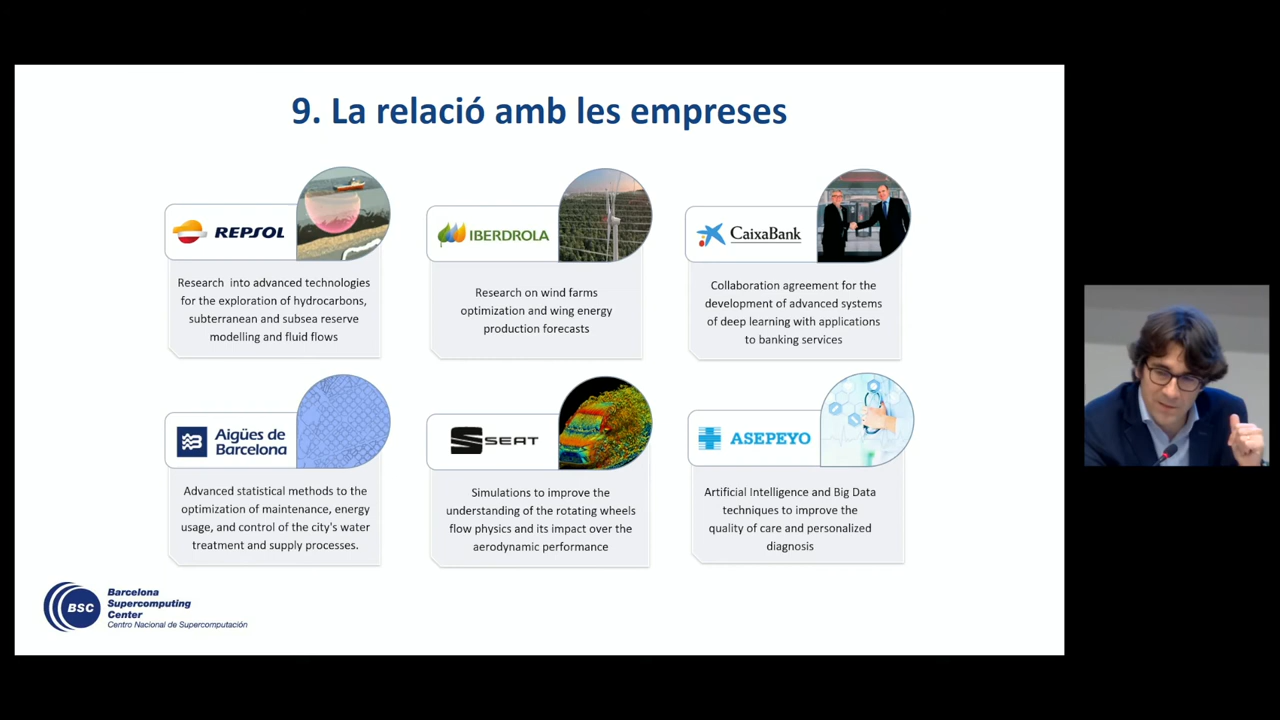 9. La relació amb les empreses
REPSOL
Research into advanced technologies
for the exploration of hydrocarbons,
subterranean and subsea reserve
modelling and fluid flows
IBERDROLA
Research on wind farms
optimization and wing energy
production forecasts
CaixaBank
Collaboration agreement for the
development of advanced systems
of deep learning with applications
to banking services
Aigües de
Barcelona
Advanced statistical methods to the
optimization of maintenance, energy
usage, and control of the city's water
treatment and supply processes.
SEAT
Simulations to improve the
understanding of the rotating wheels
flow physics and its impact over the
aerodynamic performance
ASEPEYO
Artificial Intelligence and Big Data
techniques to improve the
quality of care and personalized
diagnosis
BSC
Barcelona
Supercomputing
Center
Centro Nacional de Supercomputación